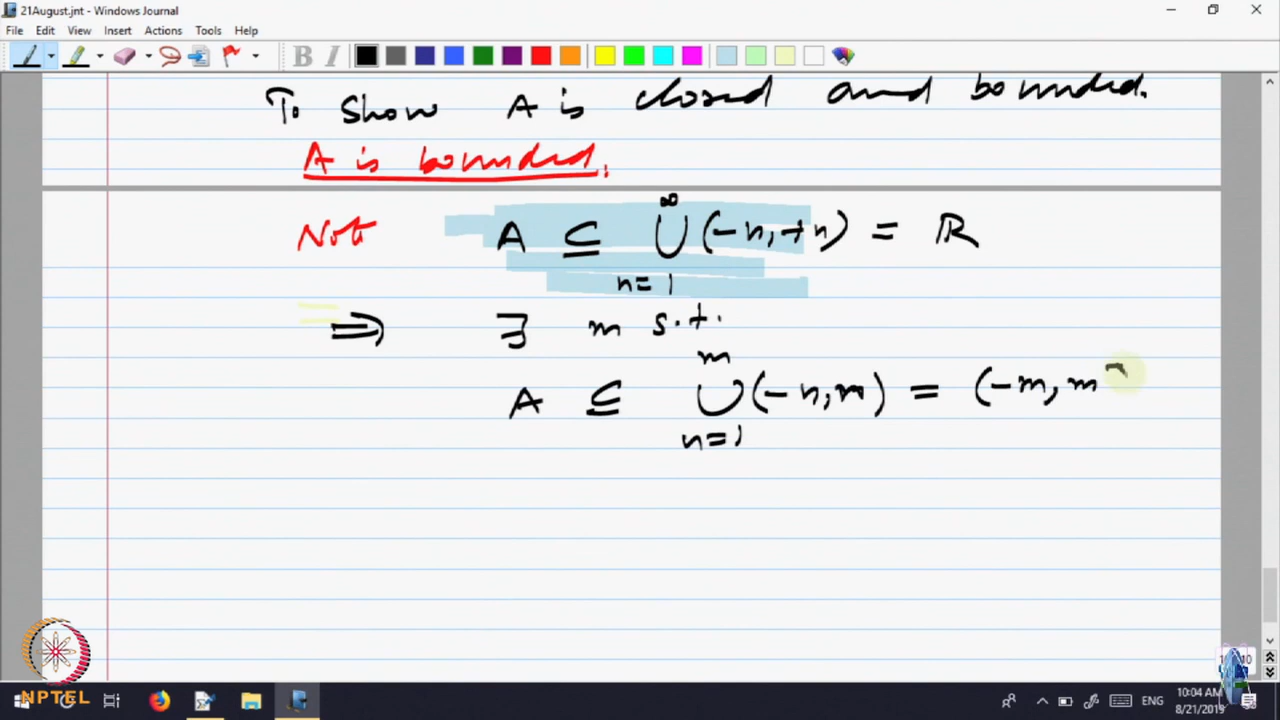 21August.jnt - Windows Journal
File Edit View Insert Actions Tools Help
B I
To show A is closed and bounded.
A is bounded.
∞
Note A ⊆ ∪ (-n, +n) = ℝ
n=1
⇒ ∃ m s.t.
m
A ⊆ ∪ (-n, m) = (-m, m
n=1
NPTEL
ENG
10:04 AM
8/21/2019